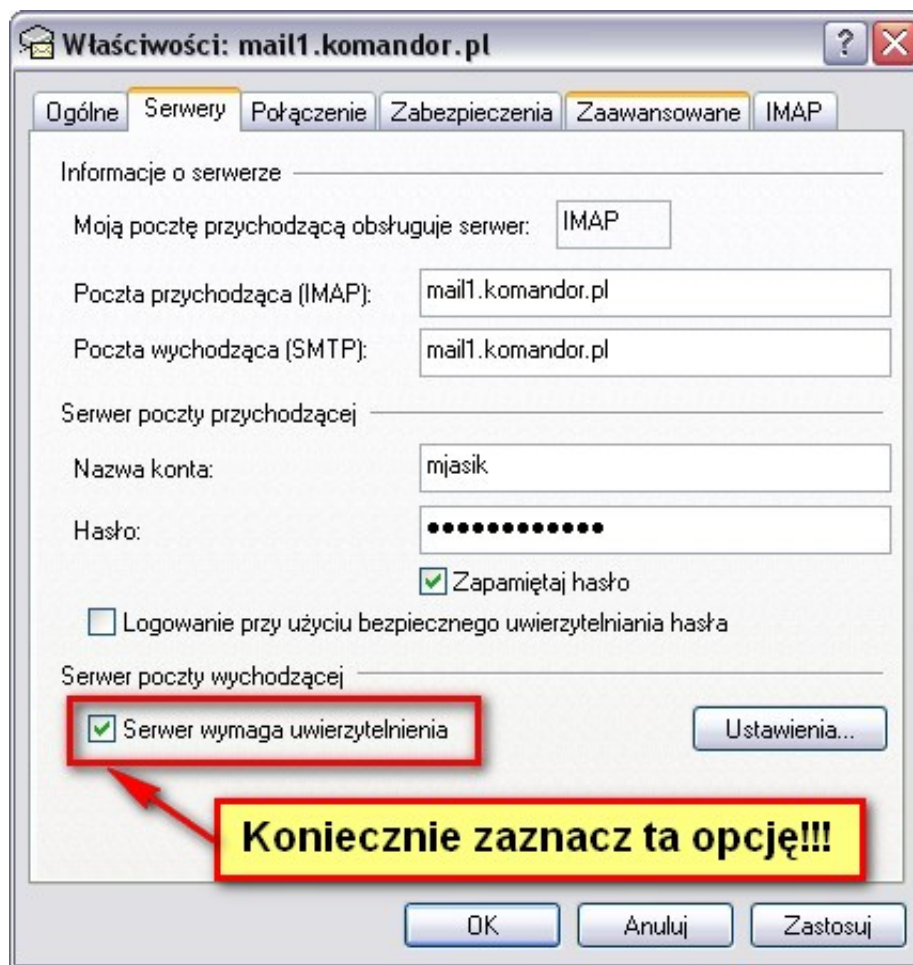 Właściwości: mail1.komandor.pl
Ogólne Serwery Połączenie Zabezpieczenia Zaawansowane IMAP
Informacje o serwerze
Moją pocztę przychodzącą obsługuje serwer: IMAP
Poczta przychodząca (IMAP): mail1.komandor.pl
Poczta wychodząca (SMTP): mail1.komandor.pl
Serwer poczty przychodzącej
Nazwa konta: mjasik
Hasło: ●●●●●●●●●●●●
Zapamiętaj hasło
Logowanie przy użyciu bezpiecznego uwierzytelniania hasła
Serwer poczty wychodzącej
Serwer wymaga uwierzytelnienia Ustawienia...
Koniecznie zaznacz ta opcję!!!
OK Anuluj Zastosuj